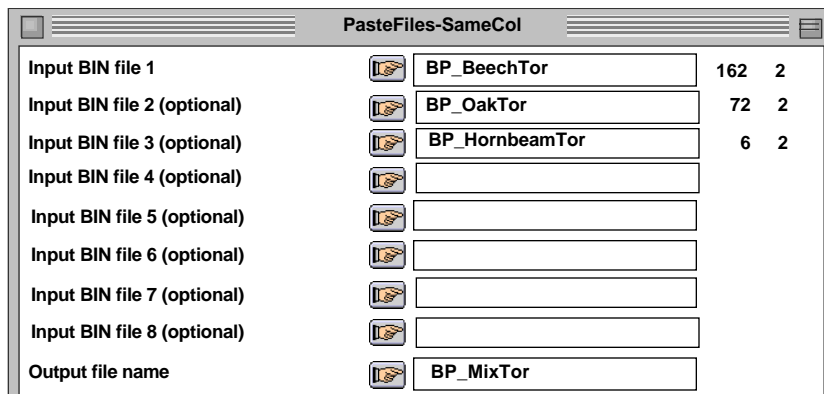 PasteFiles-SameCol
Input BIN file 1 BP_BeechTor 162 2
Input BIN file 2 (optional) BP_OakTor 72 2
Input BIN file 3 (optional) BP_HornbeamTor 6 2
Input BIN file 4 (optional)
Input BIN file 5 (optional)
Input BIN file 6 (optional)
Input BIN file 7 (optional)
Input BIN file 8 (optional)
Output file name BP_MixTor